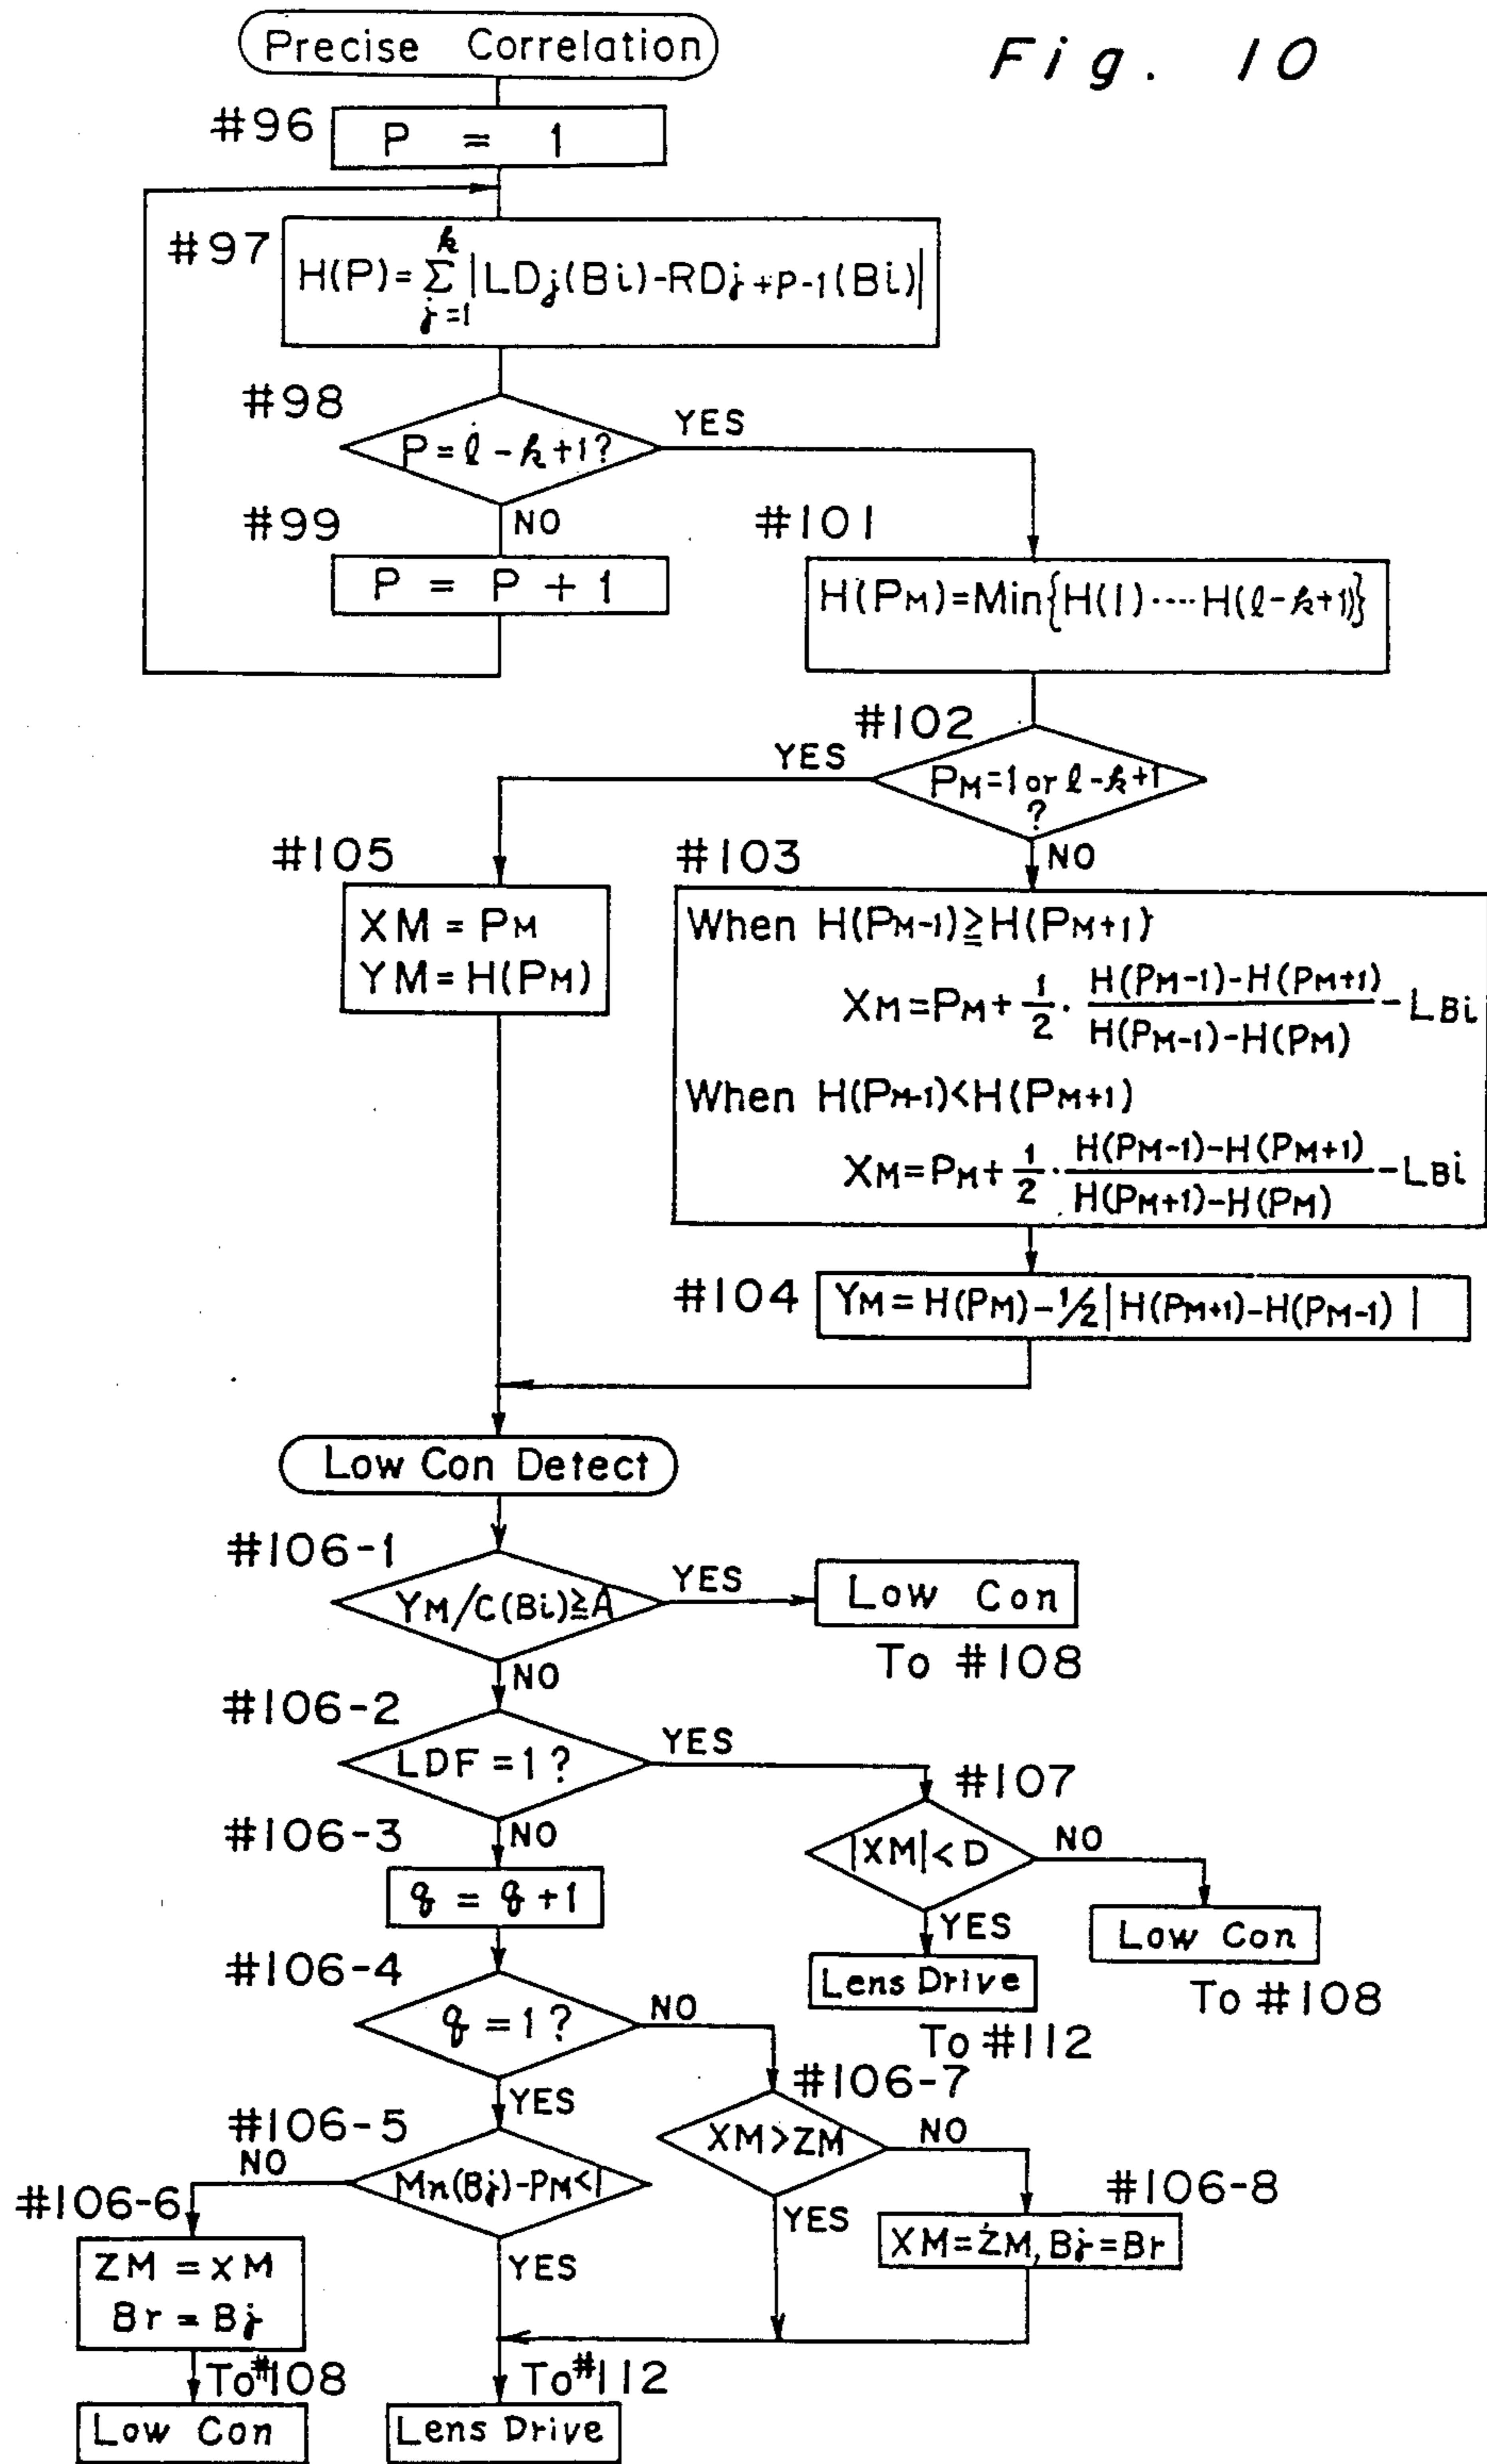 Precise Correlation
Fig. 10
#96
P = 1
#97
H(P)=Σ|LDj(Bi)-RDj+P-1(Bi)|
k
j=1
#98
P=l-k+1?
YES
NO
#99
P = P + 1
#101
H(PM)=Min{H(1)····H(l-k+1)}
#102
PM=1 or l-k+1
?
YES
NO
#105
XM = PM
YM = H(PM)
#103
When H(PM-1)≧H(PM+1)
XM=PM+1/2·H(PM-1)-H(PM+1)/H(PM-1)-H(PM)-LBi
When H(PM-1)<H(PM+1)
XM=PM+1/2·H(PM-1)-H(PM+1)/H(PM+1)-H(PM)-LBi
#104
YM=H(PM)-1/2|H(PM+1)-H(PM-1)|
Low Con Detect
#106-1
YM/C(Bi)≧A
YES
Low Con
To #108
NO
#106-2
LDF=1?
YES
#107
|XM|<D
NO
Low Con
To #108
YES
Lens Drive
To #112
NO
#106-3
q = q+1
#106-4
q = 1?
NO
#106-7
XM>ZM
NO
#106-8
XM=ZM, Bj=Br
YES
YES
#106-5
Mn(Bj)-PM<1
NO
#106-6
ZM = XM
Br = Bj
To #108
Low Con
YES
To #112
Lens Drive